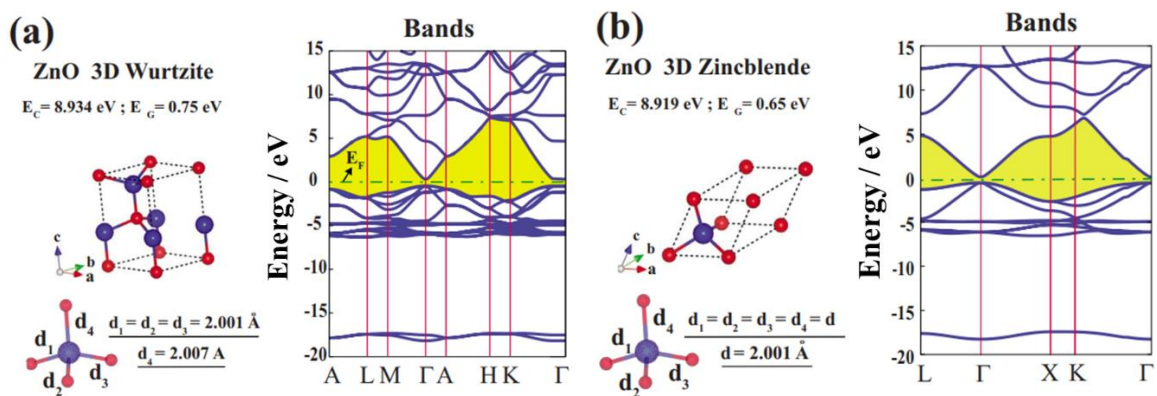 (a)
ZnO 3D Wurtzite
E_C = 8.934 eV ; E_G = 0.75 eV
c
b
a
d₄
d₁
d₂
d₃
d₁ = d₂ = d₃ = 2.001 Å
d₄ = 2.007 A
Bands
Energy / eV
15
10
5
0
-5
-10
-15
-20
E_F
A L M Γ A H K Γ
(b)
ZnO 3D Zincblende
E_C = 8.919 eV ; E_G = 0.65 eV
c
b
a
d₄
d₁
d₂
d₃
d₁ = d₂ = d₃ = d₄ = d
d = 2.001 Å
Bands
Energy / eV
15
10
5
0
-5
-10
-15
-20
L Γ X K Γ